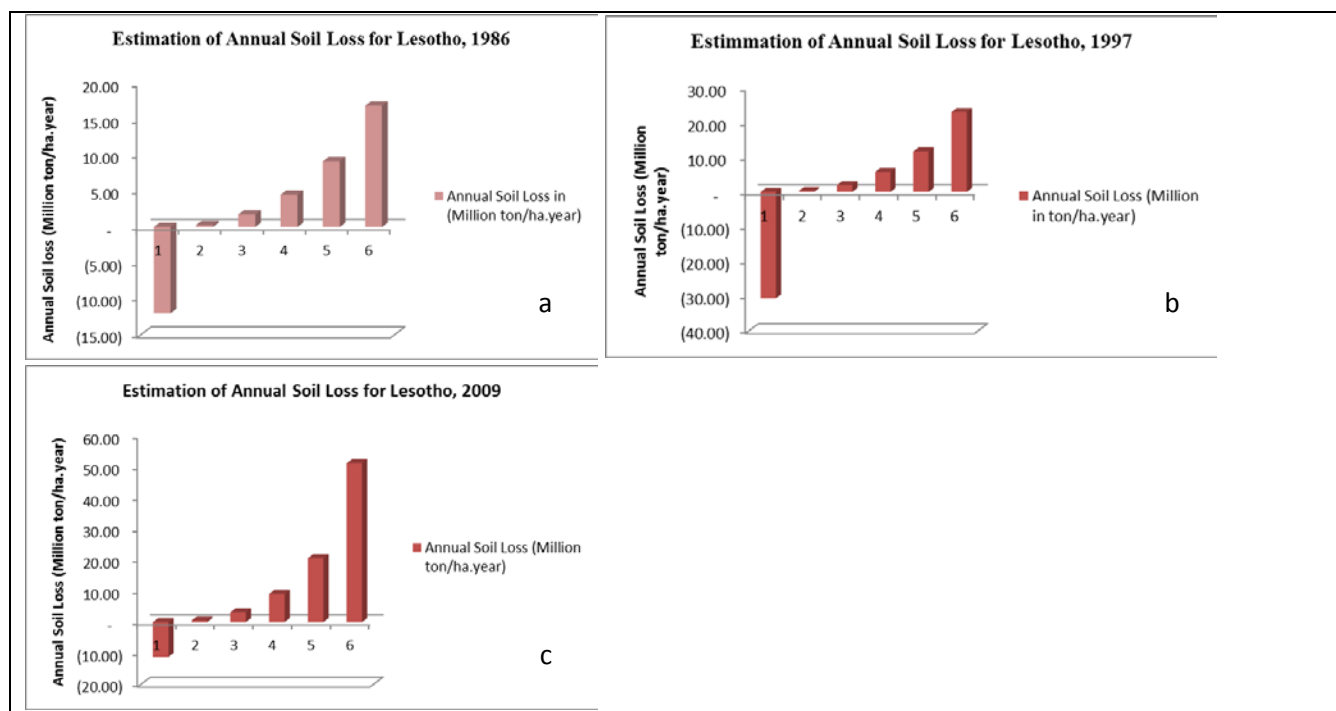 Estimation of Annual Soil Loss for Lesotho, 1986
Annual Soil loss (Million ton/ha.year)
20.00
15.00
10.00
5.00
-
(5.00)
(10.00)
(15.00)
1 2 3 4 5 6
Annual Soil Loss in
(Million ton/ha.year)
a
Estimmation of Annual Soil Loss for Lesotho, 1997
Annual Soil Loss (Million
ton/ha.year)
30.00
20.00
10.00
-
(10.00)
(20.00)
(30.00)
(40.00)
1 2 3 4 5 6
Annual Soil Loss (Million
in ton/ha.year)
b
Estimation of Annual Soil Loss for Lesotho, 2009
Annual Soil Loss (Million ton/ha.year)
60.00
50.00
40.00
30.00
20.00
10.00
-
(10.00)
(20.00)
1 2 3 4 5 6
Annual Soil Loss (Million
ton/ha.year)
c